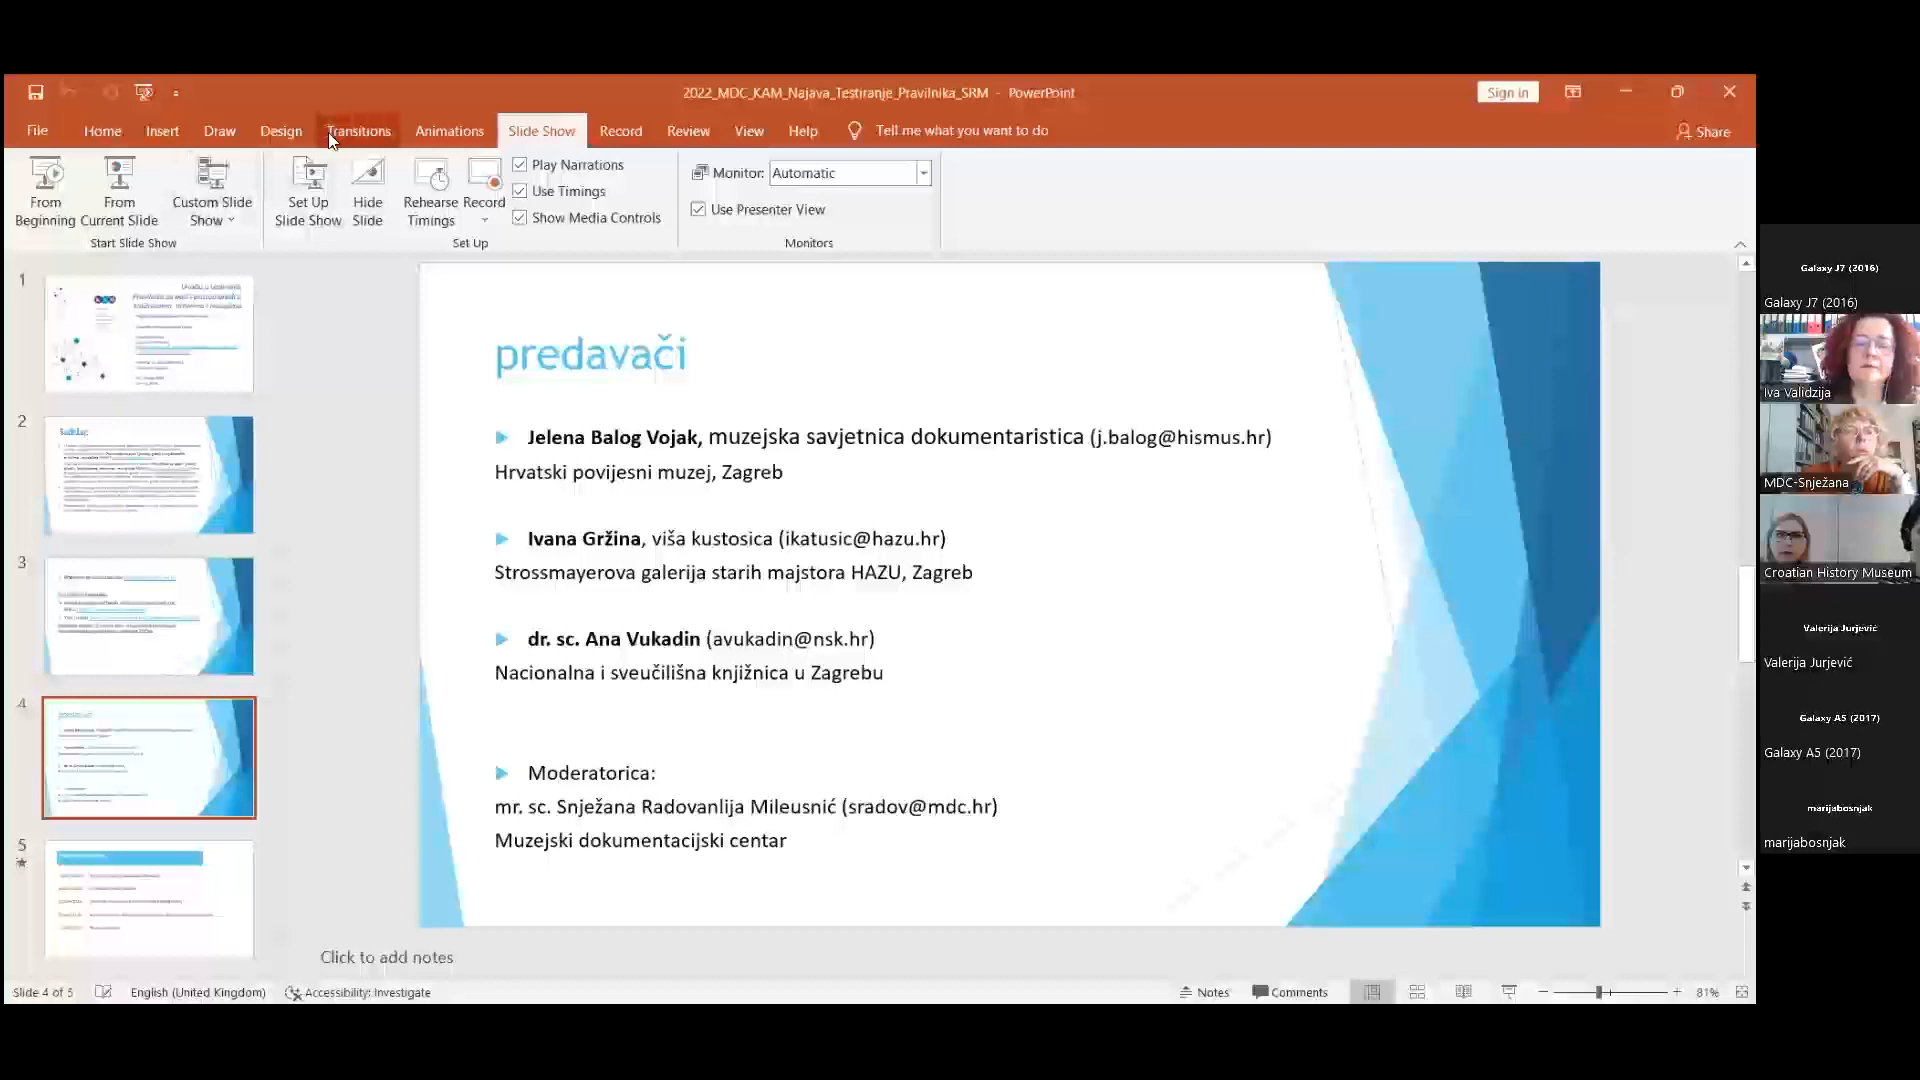 2022_MDC_KAM_Najava_Testiranje_Pravilnika_SRM - PowerPoint
Sign in
File Home Insert Draw Design Transitions Animations Slide Show Record Review View Help Tell me what you want to do Share
From Beginning
From Current Slide
Custom Slide Show
Start Slide Show
Set Up Slide Show
Hide Slide
Rehearse Timings
Record
Play Narrations
Use Timings
Show Media Controls
Set Up
Monitor: Automatic
Use Presenter View
Monitors
1
2
3
4
5
predavači
Jelena Balog Vojak, muzejska savjetnica dokumentaristica (j.balog@hismus.hr)
Hrvatski povijesni muzej, Zagreb
Ivana Gržina, viša kustosica (ikatusic@hazu.hr)
Strossmayerova galerija starih majstora HAZU, Zagreb
dr. sc. Ana Vukadin (avukadin@nsk.hr)
Nacionalna i sveučilišna knjižnica u Zagrebu
Moderatorica:
mr. sc. Snježana Radovanlija Mileusnić (sradov@mdc.hr)
Muzejski dokumentacijski centar
Click to add notes
Slide 4 of 5 English (United Kingdom) Accessibility: Investigate Notes Comments 81%
Galaxy J7 (2016)
Galaxy J7 (2016)
Iva Validzija
MDC-Snježana
Croatian History Museum
Valerija Jurjević
Valerija Jurjević
Galaxy A5 (2017)
Galaxy A5 (2017)
marijabosnjak
marijabosnjak